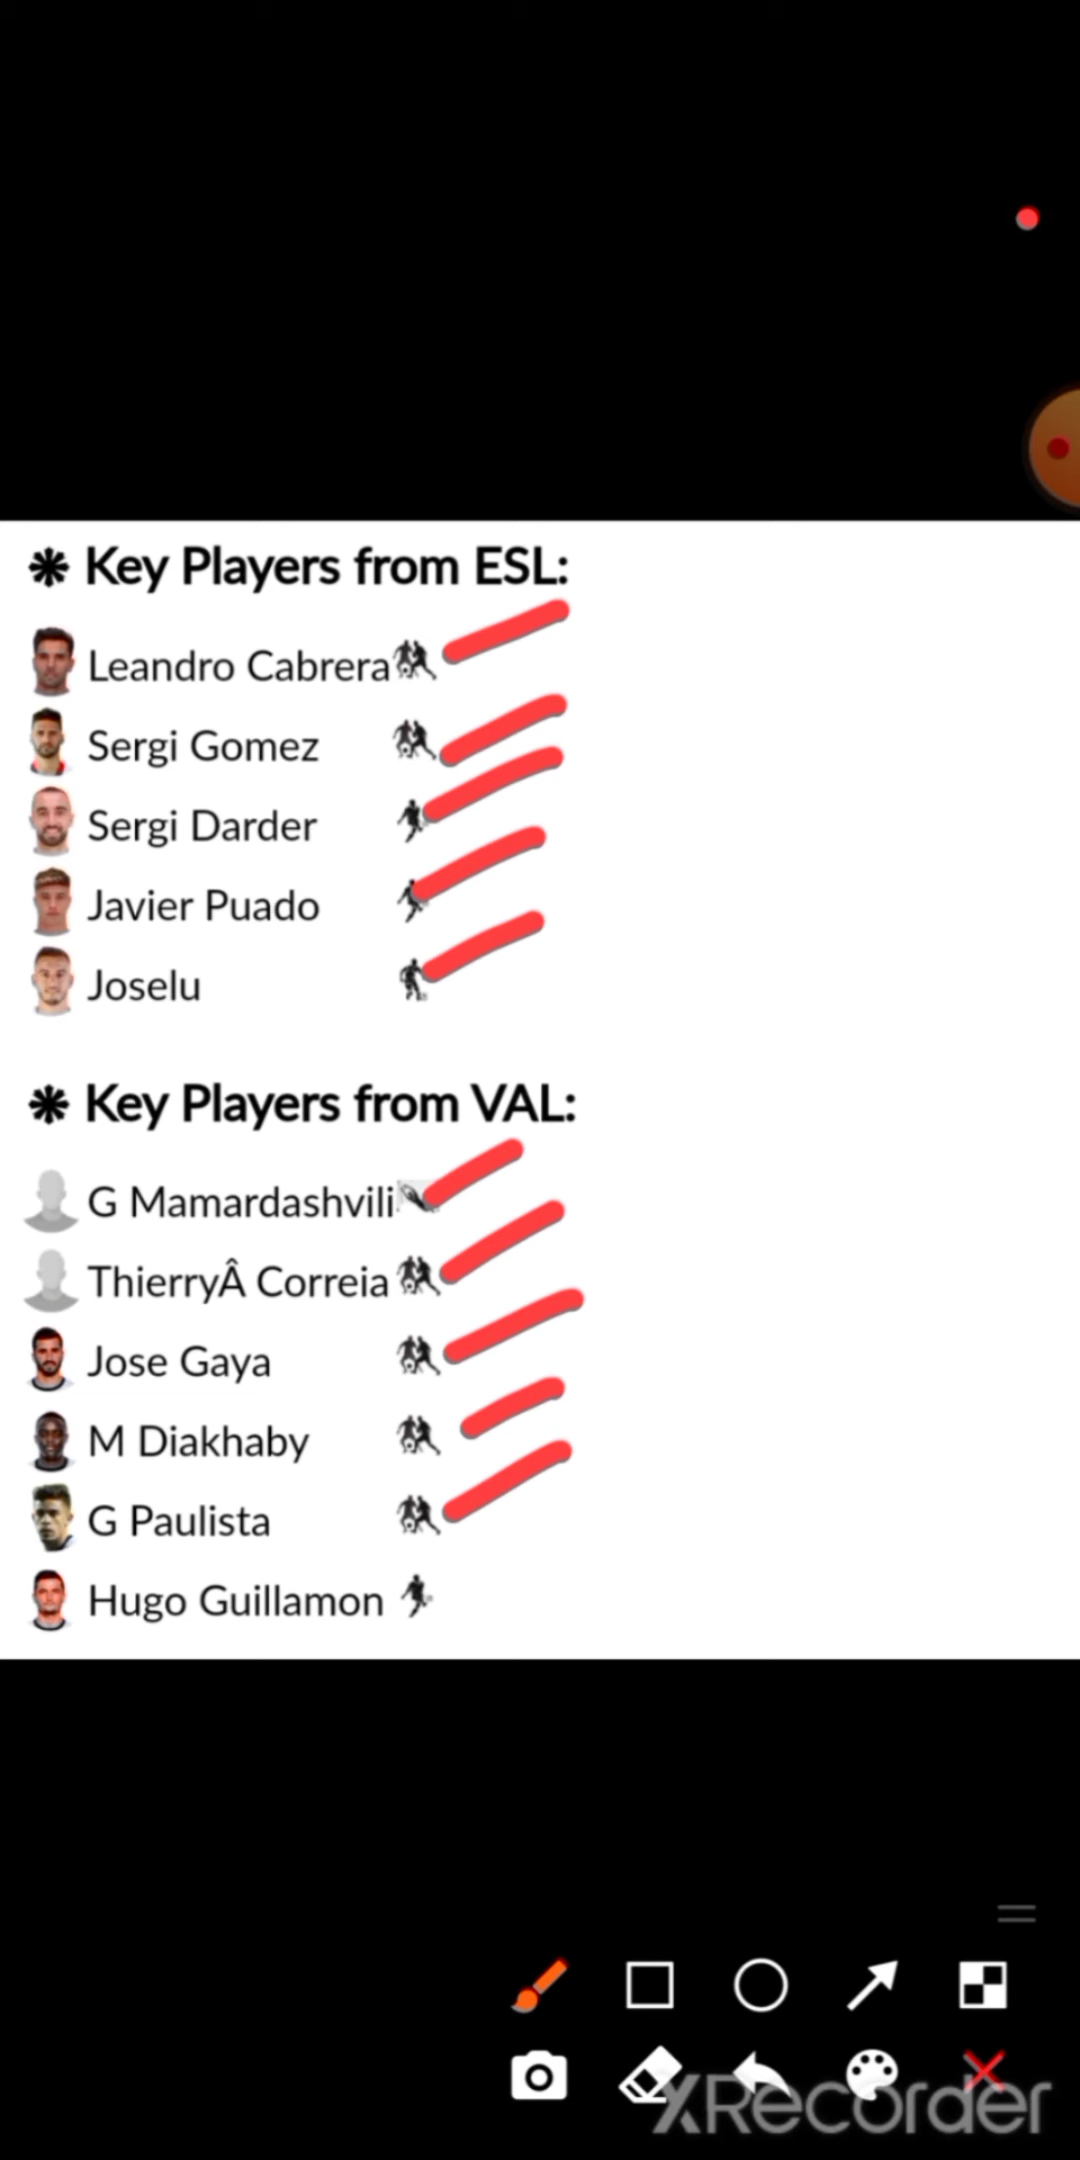 ✱ Key Players from ESL:
Leandro Cabrera
Sergi Gomez
Sergi Darder
Javier Puado
Joselu
✱ Key Players from VAL:
G Mamardashvili
ThierryÂ Correia
Jose Gaya
M Diakhaby
G Paulista
Hugo Guillamon
XRecorder